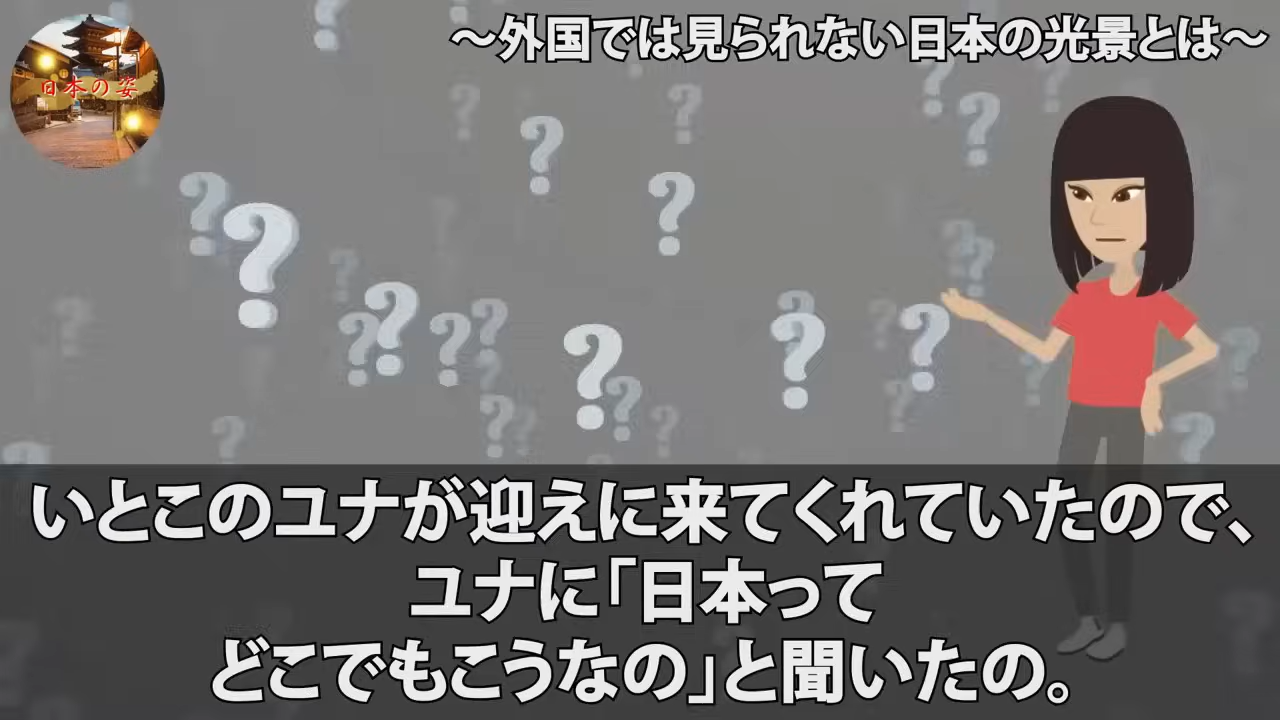 ～外国では見られない日本の光景とは～
日本の姿
いとこのユナが迎えに来てくれていたので、
ユナに「日本って
どこでもこうなの」と聞いたの。